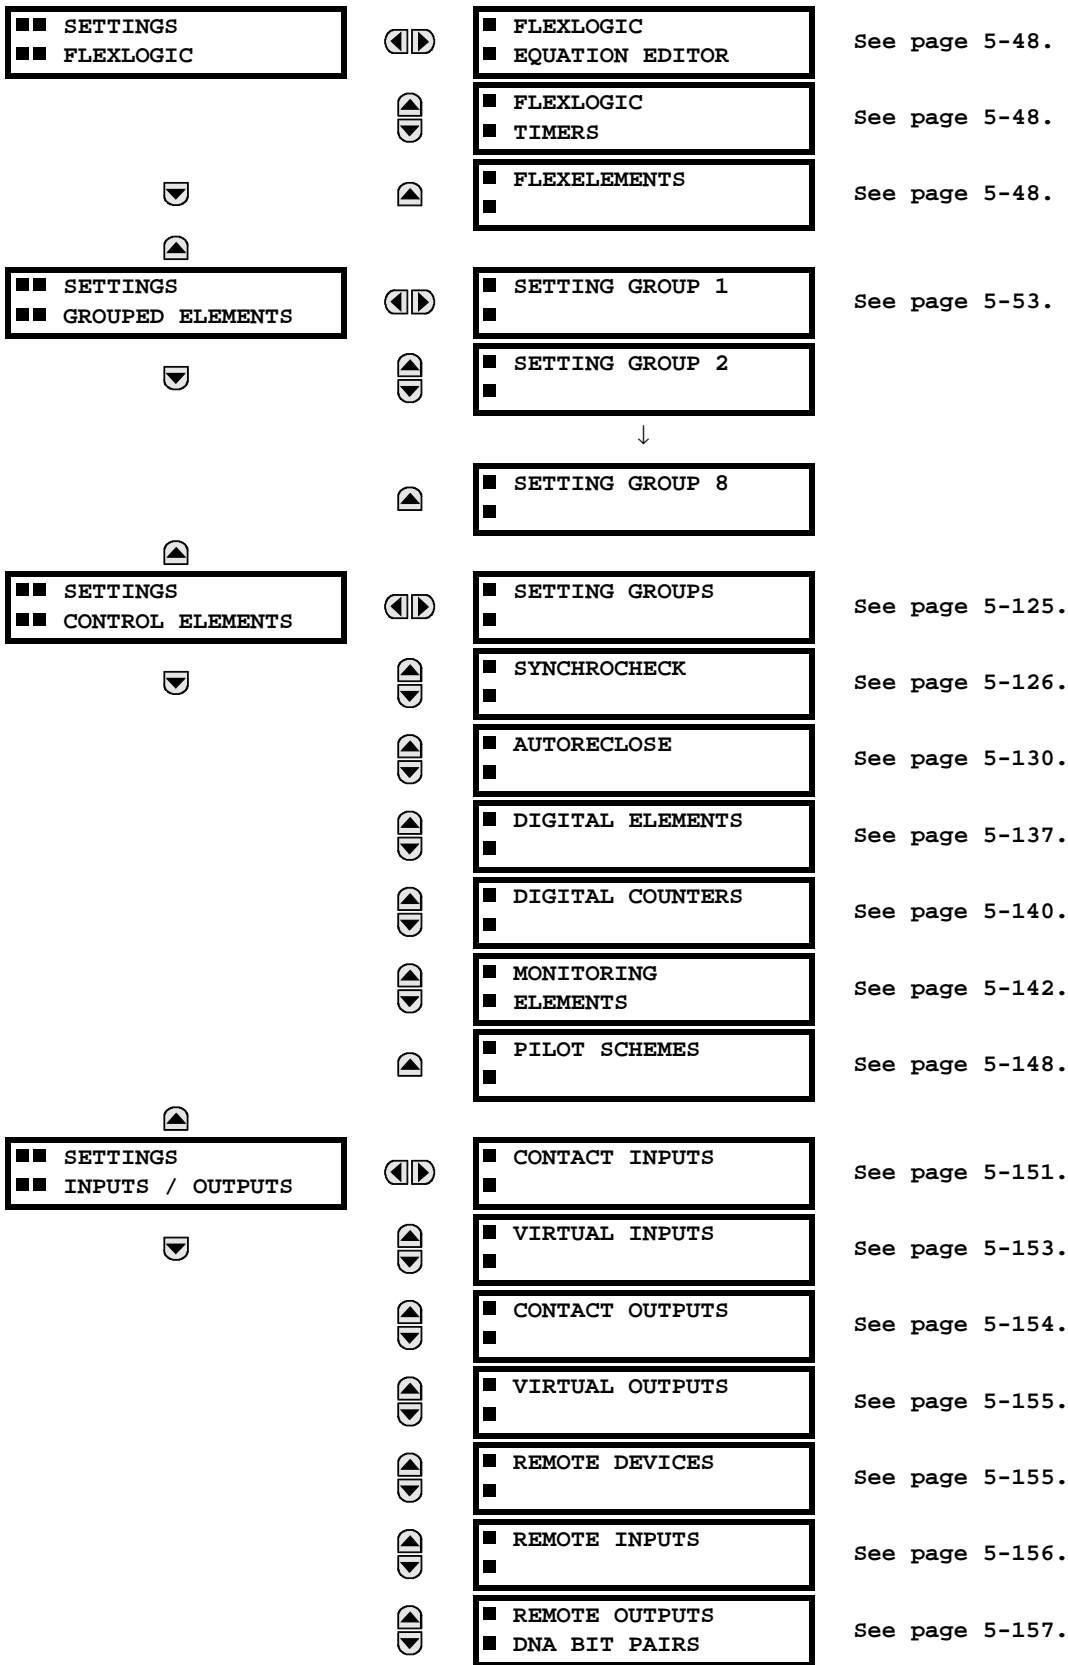 SETTINGS
FLEXLOGIC
FLEXLOGIC
EQUATION EDITOR
See page 5-48.
FLEXLOGIC
TIMERS
See page 5-48.
FLEXELEMENTS
See page 5-48.
SETTINGS
GROUPED ELEMENTS
SETTING GROUP 1
See page 5-53.
SETTING GROUP 2
↓
SETTING GROUP 8
SETTINGS
CONTROL ELEMENTS
SETTING GROUPS
See page 5-125.
SYNCHROCHECK
See page 5-126.
AUTORECLOSE
See page 5-130.
DIGITAL ELEMENTS
See page 5-137.
DIGITAL COUNTERS
See page 5-140.
MONITORING
ELEMENTS
See page 5-142.
PILOT SCHEMES
See page 5-148.
SETTINGS
INPUTS / OUTPUTS
CONTACT INPUTS
See page 5-151.
VIRTUAL INPUTS
See page 5-153.
CONTACT OUTPUTS
See page 5-154.
VIRTUAL OUTPUTS
See page 5-155.
REMOTE DEVICES
See page 5-155.
REMOTE INPUTS
See page 5-156.
REMOTE OUTPUTS
DNA BIT PAIRS
See page 5-157.